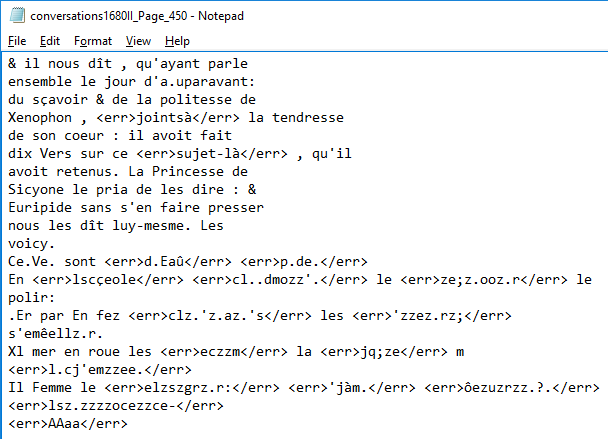 conversations1680II_Page_450 - Notepad
File Edit Format View Help
& il nous dît , qu'ayant parle
ensemble le jour d'a.uparavant:
du sçavoir & de la politesse de
Xenophon , <err>jointsà</err> la tendresse
de son coeur : il avoit fait
dix Vers sur ce <err>sujet-là</err> , qu'il
avoit retenus. La Princesse de
Sicyone le pria de les dire : &
Euripide sans s'en faire presser
nous les dît luy-mesme. Les
voicy.
Ce.Ve. sont <err>d.Eaû</err> <err>p.de.</err>
En <err>lscçeole</err> <err>cl..dmozz'.</err> le <err>ze;z.ooz.r</err> le
polir:
.Er par En fez <err>clz.'z.az.'s</err> les <err>'zzez.rz;</err>
s'emêellz.r.
Xl mer en roue les <err>eczzm</err> la <err>jq;ze</err> m
<err>l.cj'emzzee.</err>
Il Femme le <err>elzszgrz.r:</err> <err>'jàm.</err> <err>ôezuzrzz.?.</err>
<err>lsz.zzzzocezzce-</err>
<err>AAaa</err>